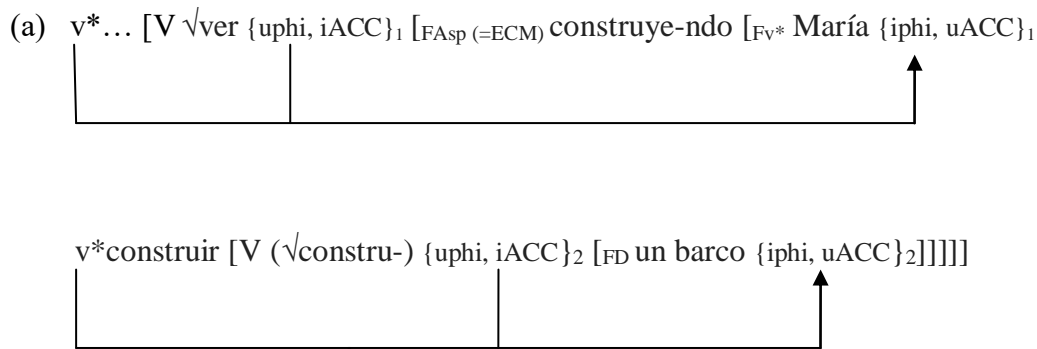 (a) v*… [V √ver {uphi, iACC}₁ [FAsp (=ECM) construye-ndo [Fv* María {iphi, uACC}₁
v*construir [V (√constru-) {uphi, iACC}₂ [FD un barco {iphi, uACC}₂]]]]]